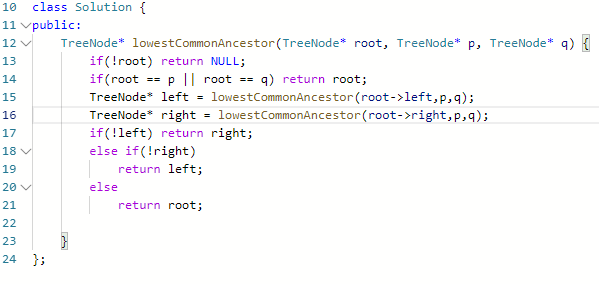 10 class Solution {
11 public:
12     TreeNode* lowestCommonAncestor(TreeNode* root, TreeNode* p, TreeNode* q) {
13         if(!root) return NULL;
14         if(root == p || root == q) return root;
15         TreeNode* left = lowestCommonAncestor(root->left,p,q);
16         TreeNode* right = lowestCommonAncestor(root->right,p,q);
17         if(!left) return right;
18         else if(!right)
19             return left;
20         else
21             return root;
22
23     }
24 };